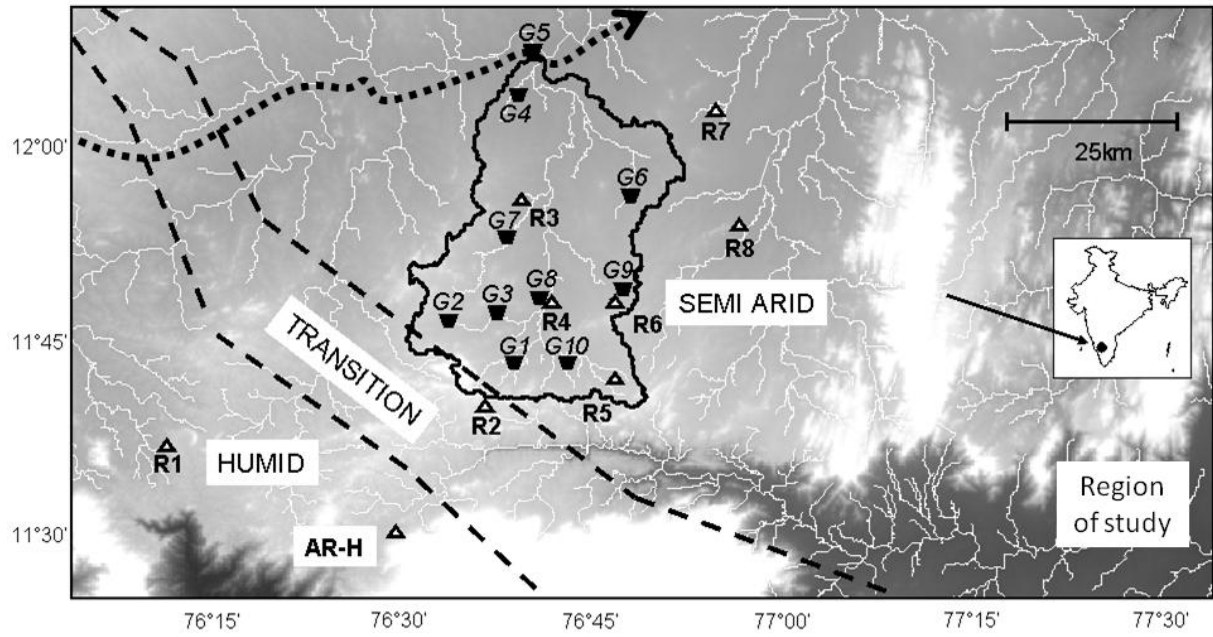 G5
G4
R7
12°00'
25km
G6
R3
G7
R8
G9
G8
G2
G3
R4
R6
SEMI ARID
11°45'
G1
G10
TRANSITION
R5
R2
R1
HUMID
Region
of study
11°30'
AR-H
76°15'
76°30'
76°45'
77°00'
77°15'
77°30'